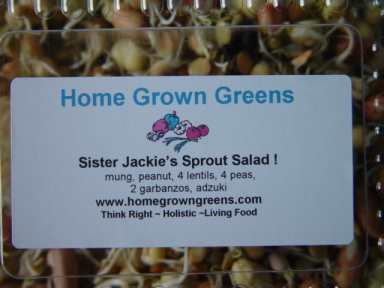 Home Grown Greens
Sister Jackie's Sprout Salad !
mung, peanut, 4 lentils, 4 peas,
2 garbanzos, adzuki
www.homegrowngreens.com
Think Right ~ Holistic ~Living Food